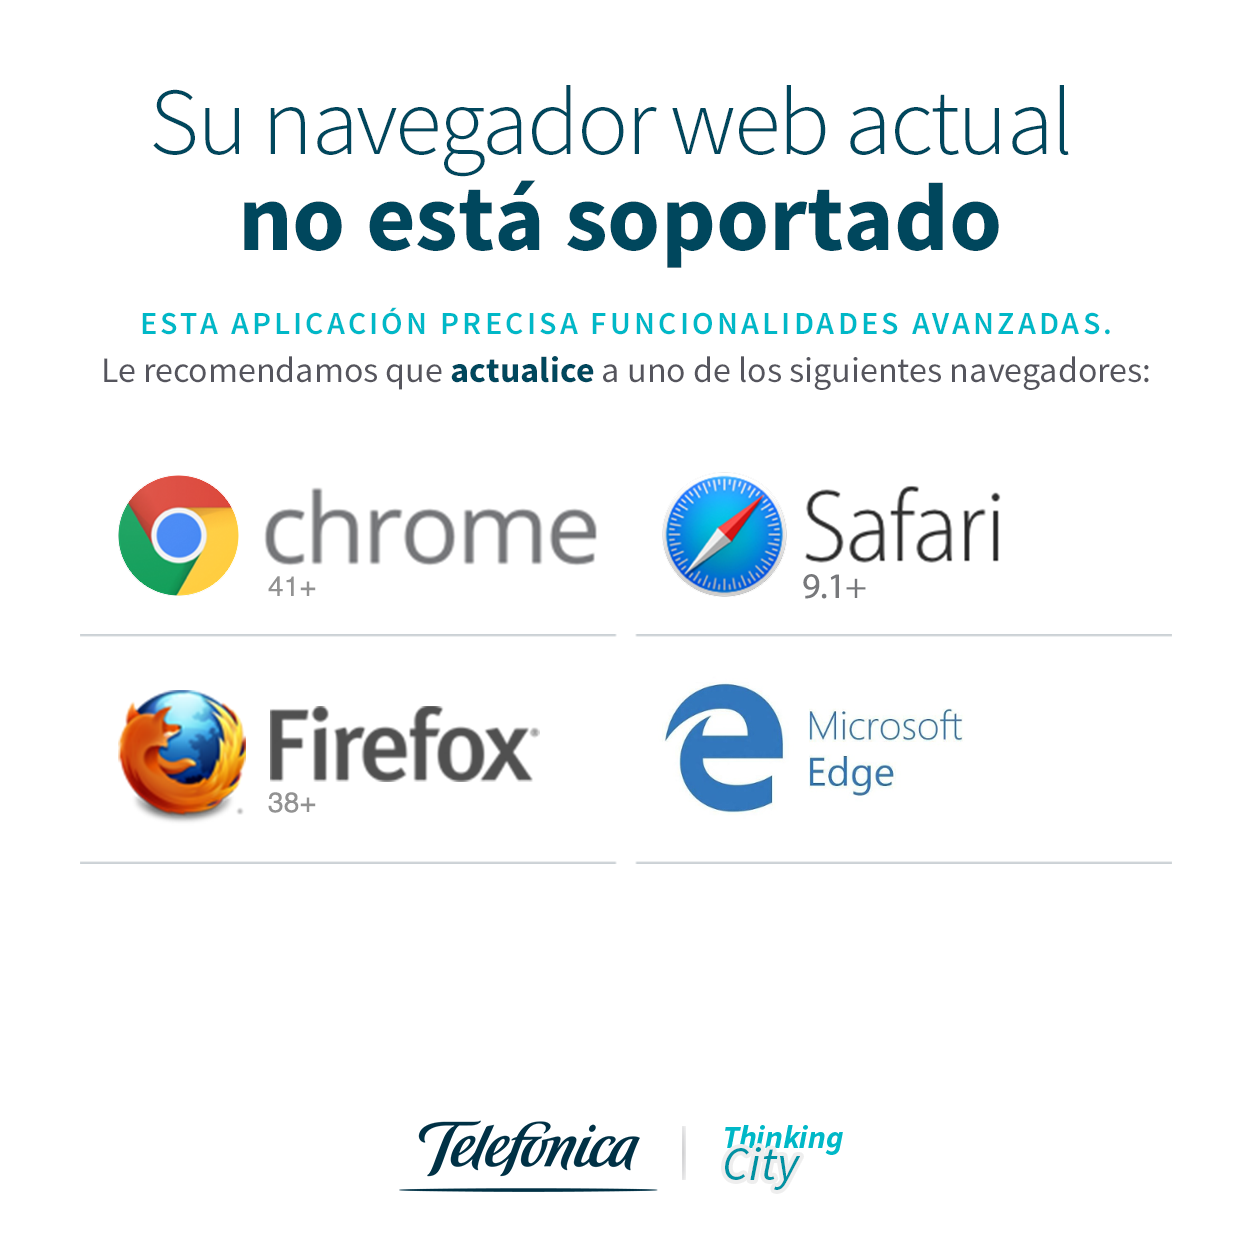 Su navegador web actual
no está soportado
ESTA APLICACIÓN PRECISA FUNCIONALIDADES AVANZADAS.
Le recomendamos que actualice a uno de los siguientes navegadores:
chrome
41+
Safari
9.1+
Firefox
38+
Microsoft
Edge
Telefónica
Thinking
City